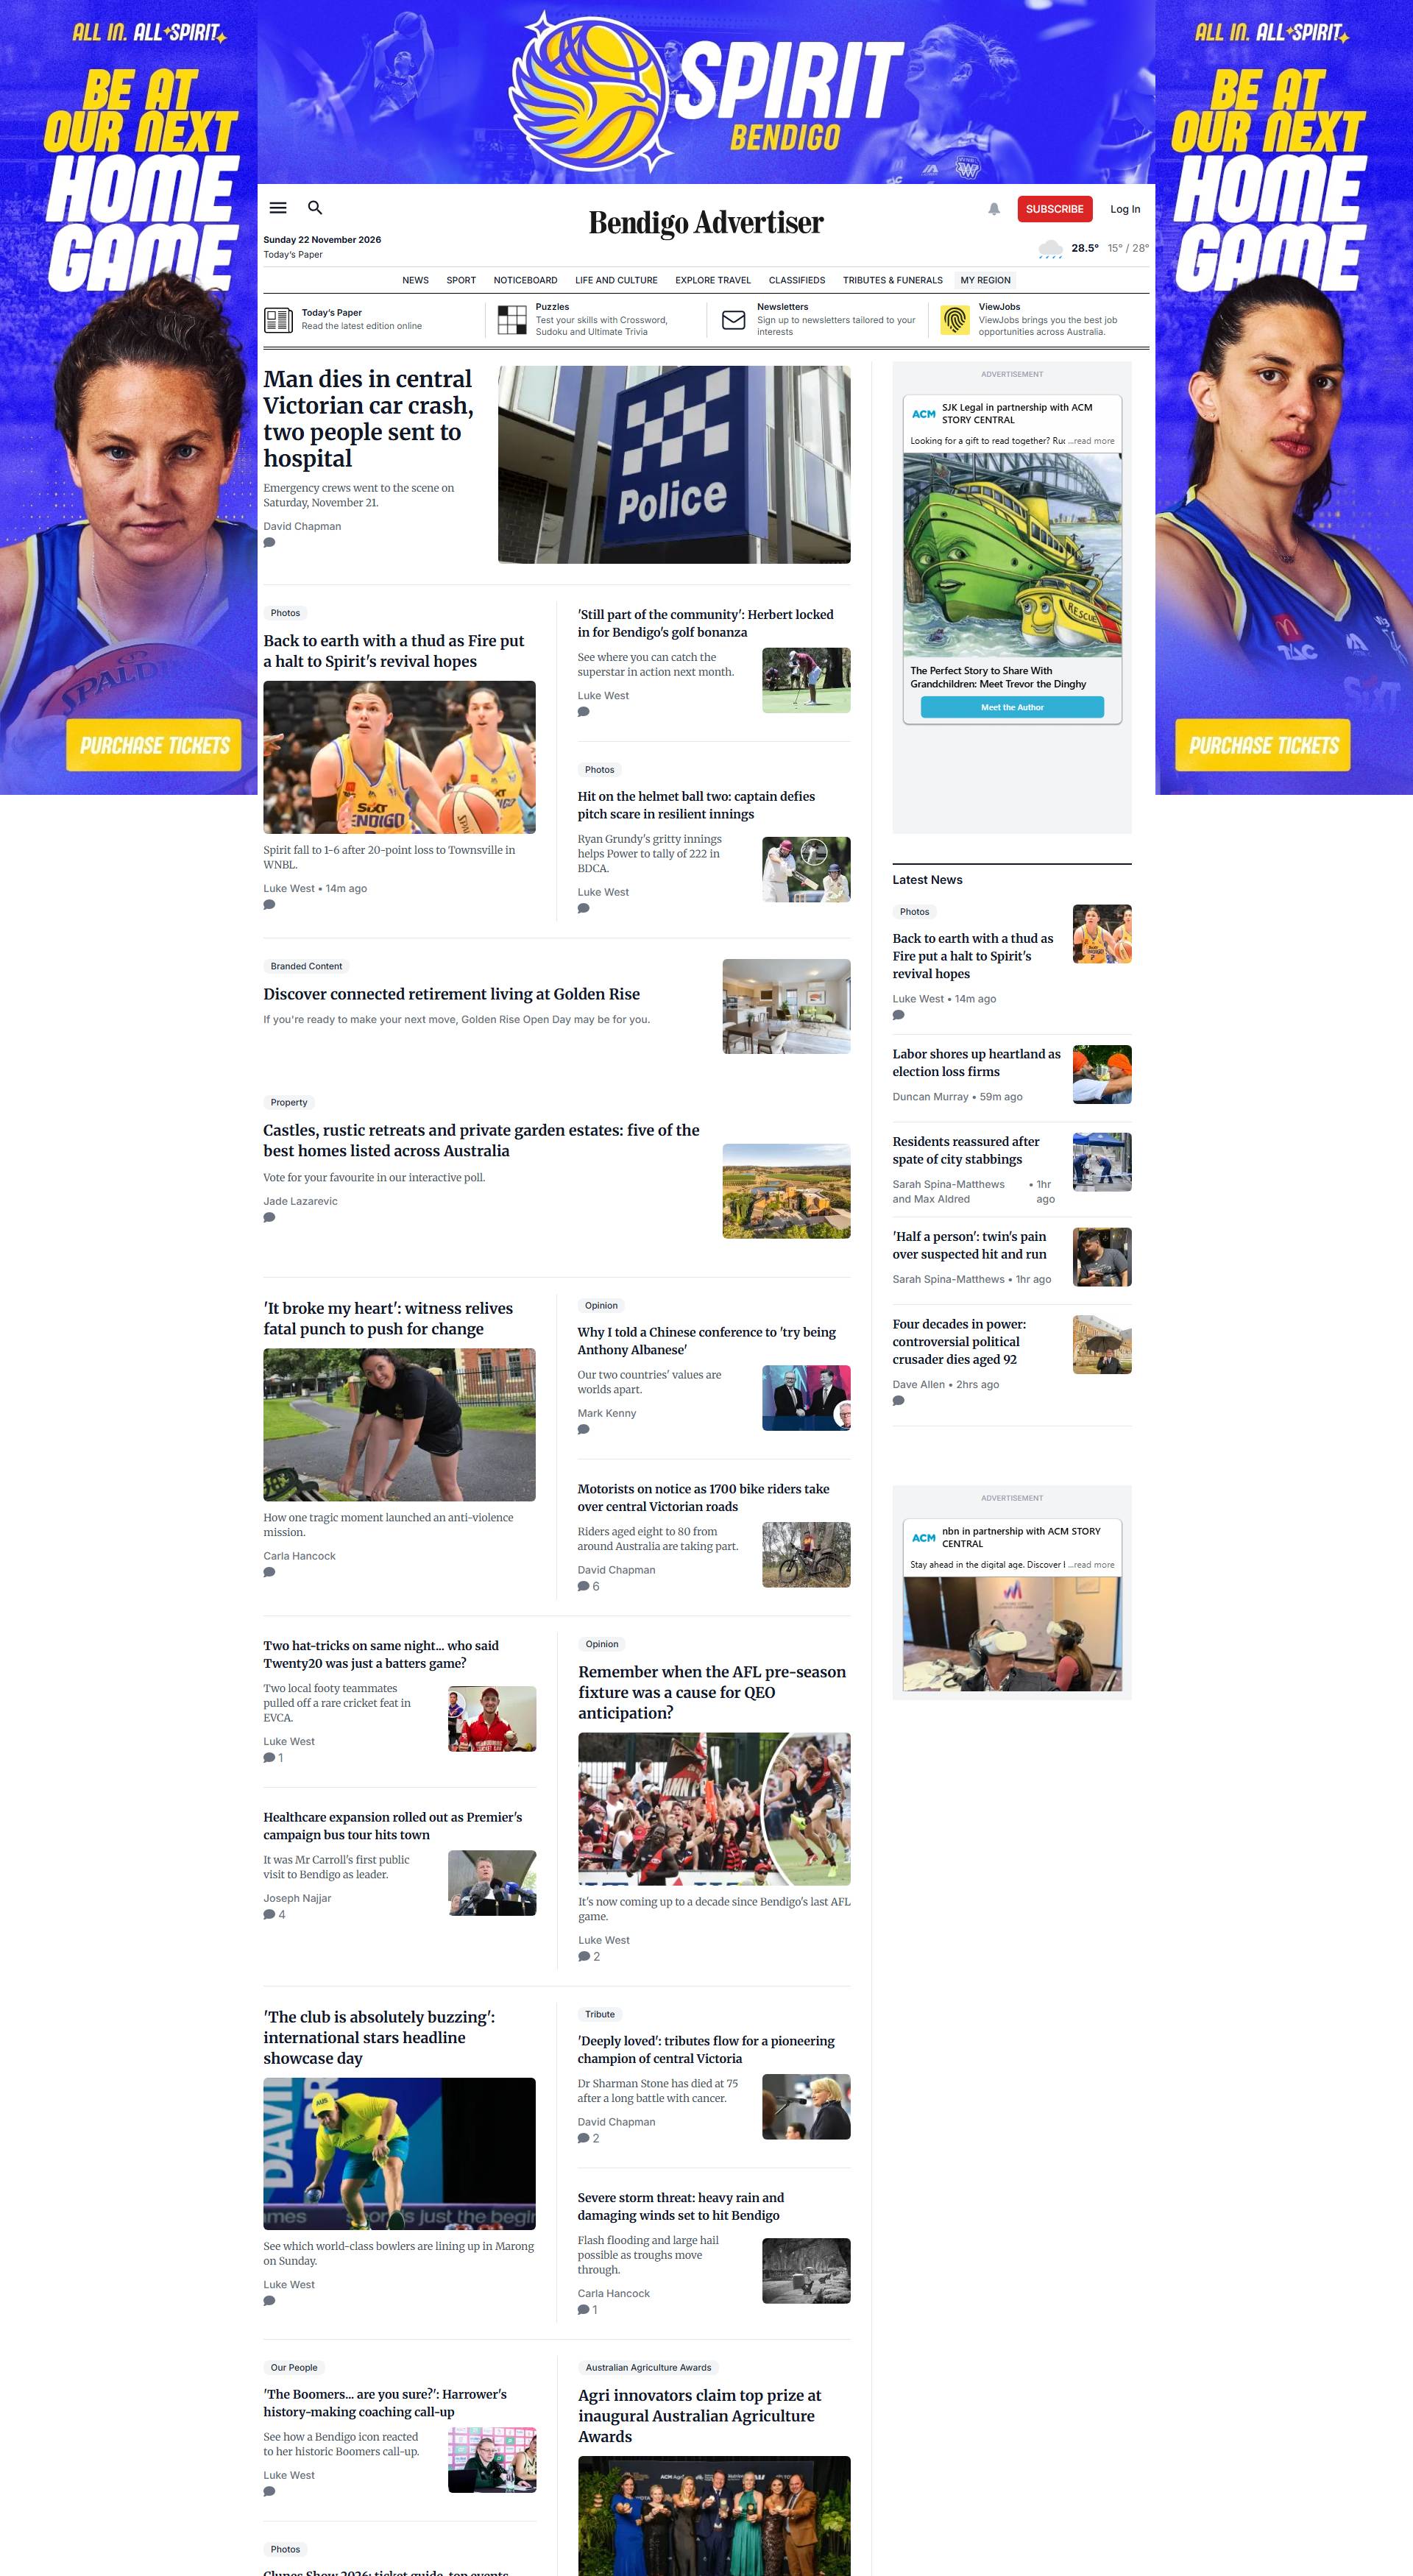 ALL IN. ALL SPIRIT
BE AT
OUR NEXT
HOME
GAME
SPALDING
PURCHASE TICKETS
SPIRIT
BENDIGO
ALL IN. ALL SPIRIT
BE AT
OUR NEXT
HOME
GAME
PURCHASE TICKETS
Bendigo Advertiser
SUBSCRIBE
Log In
Sunday 22 November 2026
Today's Paper
28.5° 15° / 28°
NEWS SPORT NOTICEBOARD LIFE AND CULTURE EXPLORE TRAVEL CLASSIFIEDS TRIBUTES & FUNERALS MY REGION
Today's Paper
Read the latest edition online
Puzzles
Test your skills with Crossword,
Sudoku and Ultimate Trivia
Newsletters
Sign up to newsletters tailored to your
interests
ViewJobs
ViewJobs brings you the best job
opportunities across Australia.
Man dies in central
Victorian car crash,
two people sent to
hospital
Emergency crews went to the scene on
Saturday, November 21.
David Chapman
Police
Photos
Back to earth with a thud as Fire put
a halt to Spirit's revival hopes
SIXT
BENDIGO
Spirit fall to 1-6 after 20-point loss to Townsville in
WNBL.
Luke West • 14m ago
'Still part of the community': Herbert locked
in for Bendigo's golf bonanza
See where you can catch the
superstar in action next month.
Luke West
Photos
Hit on the helmet ball two: captain defies
pitch scare in resilient innings
Ryan Grundy's gritty innings
helps Power to tally of 222 in
BDCA.
Luke West
Branded Content
Discover connected retirement living at Golden Rise
If you're ready to make your next move, Golden Rise Open Day may be for you.
Property
Castles, rustic retreats and private garden estates: five of the
best homes listed across Australia
Vote for your favourite in our interactive poll.
Jade Lazarevic
'It broke my heart': witness relives
fatal punch to push for change
How one tragic moment launched an anti-violence
mission.
Carla Hancock
Opinion
Why I told a Chinese conference to 'try being
Anthony Albanese'
Our two countries' values are
worlds apart.
Mark Kenny
Motorists on notice as 1700 bike riders take
over central Victorian roads
Riders aged eight to 80 from
around Australia are taking part.
David Chapman
6
Two hat-tricks on same night... who said
Twenty20 was just a batters game?
Two local footy teammates
pulled off a rare cricket feat in
EVCA.
Luke West
1
Healthcare expansion rolled out as Premier's
campaign bus tour hits town
It was Mr Carroll's first public
visit to Bendigo as leader.
Joseph Najjar
4
Opinion
Remember when the AFL pre-season
fixture was a cause for QEO
anticipation?
It's now coming up to a decade since Bendigo's last AFL
game.
Luke West
2
'The club is absolutely buzzing':
international stars headline
showcase day
AUS
See which world-class bowlers are lining up in Marong
on Sunday.
Luke West
Tribute
'Deeply loved': tributes flow for a pioneering
champion of central Victoria
Dr Sharman Stone has died at 75
after a long battle with cancer.
David Chapman
2
Severe storm threat: heavy rain and
damaging winds set to hit Bendigo
Flash flooding and large hail
possible as troughs move
through.
Carla Hancock
1
Our People
'The Boomers... are you sure?': Harrower's
history-making coaching call-up
See how a Bendigo icon reacted
to her historic Boomers call-up.
Luke West
Photos
Clunes Show 2026: ticket guide, top events
Australian Agriculture Awards
Agri innovators claim top prize at
inaugural Australian Agriculture
Awards
ADVERTISEMENT
ACM
SJK Legal in partnership with ACM
STORY CENTRAL
Looking for a gift to read together? Ruc ...read more
RESCUE
The Perfect Story to Share With
Grandchildren: Meet Trevor the Dinghy
Meet the Author
Latest News
Photos
Back to earth with a thud as
Fire put a halt to Spirit's
revival hopes
Luke West • 14m ago
Labor shores up heartland as
election loss firms
Duncan Murray • 59m ago
Residents reassured after
spate of city stabbings
Sarah Spina-Matthews • 1hr
and Max Aldred ago
'Half a person': twin's pain
over suspected hit and run
Sarah Spina-Matthews • 1hr ago
Four decades in power:
controversial political
crusader dies aged 92
Dave Allen • 2hrs ago
ADVERTISEMENT
ACM
nbn in partnership with ACM STORY
CENTRAL
Stay ahead in the digital age. Discover ...read more